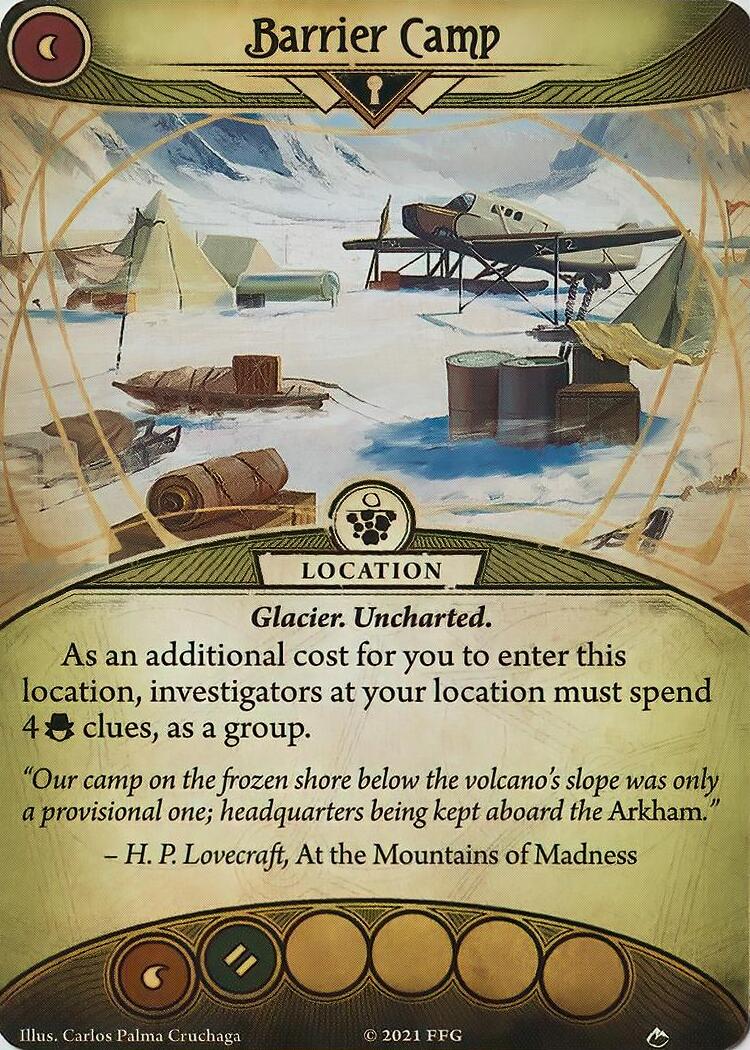 Barrier Camp
2
LOCATION
Glacier. Uncharted.
As an additional cost for you to enter this
location, investigators at your location must spend
4 clues, as a group.
“Our camp on the frozen shore below the volcano’s slope was only
a provisional one; headquarters being kept aboard the Arkham.”
– H. P. Lovecraft, At the Mountains of Madness
Illus. Carlos Palma Cruchaga
© 2021 FFG